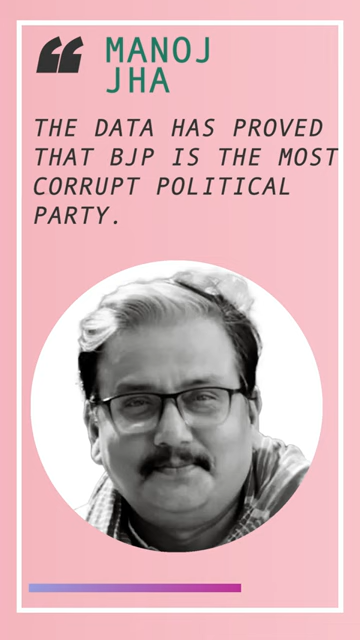 ❝ MANOJ
JHA
THE DATA HAS PROVED
THAT BJP IS THE MOST
CORRUPT POLITICAL
PARTY.